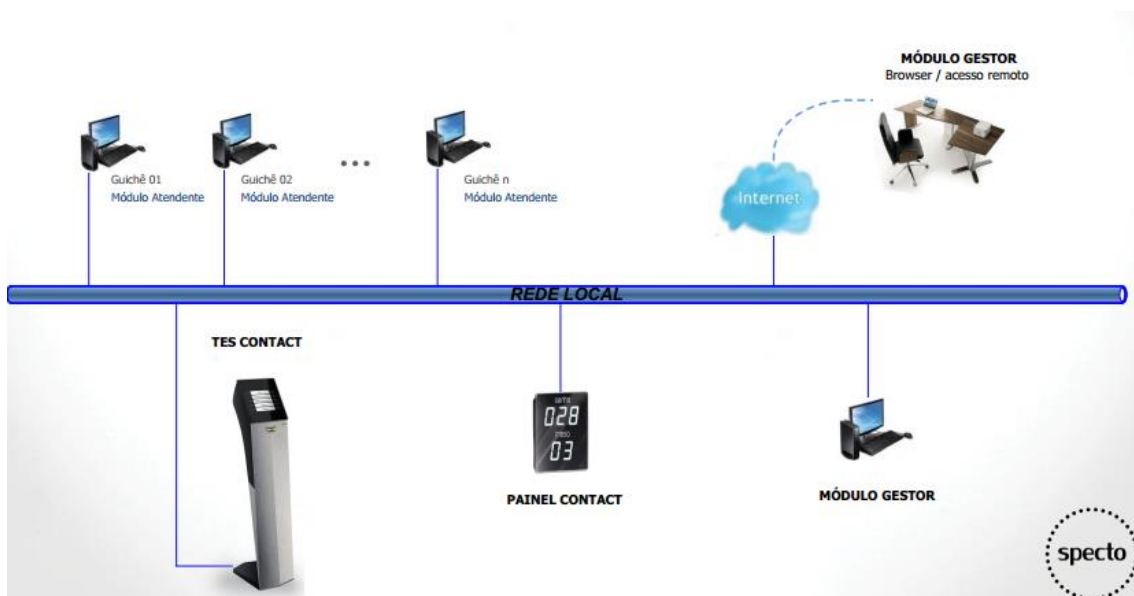 MÓDULO GESTOR
Browser / acesso remoto
Guichê 01
Módulo Atendente
Guichê 02
Módulo Atendente
...
Guichê n
Módulo Atendente
Internet
REDE LOCAL
TES CONTACT
028
03
PAINEL CONTACT
MÓDULO GESTOR
specto